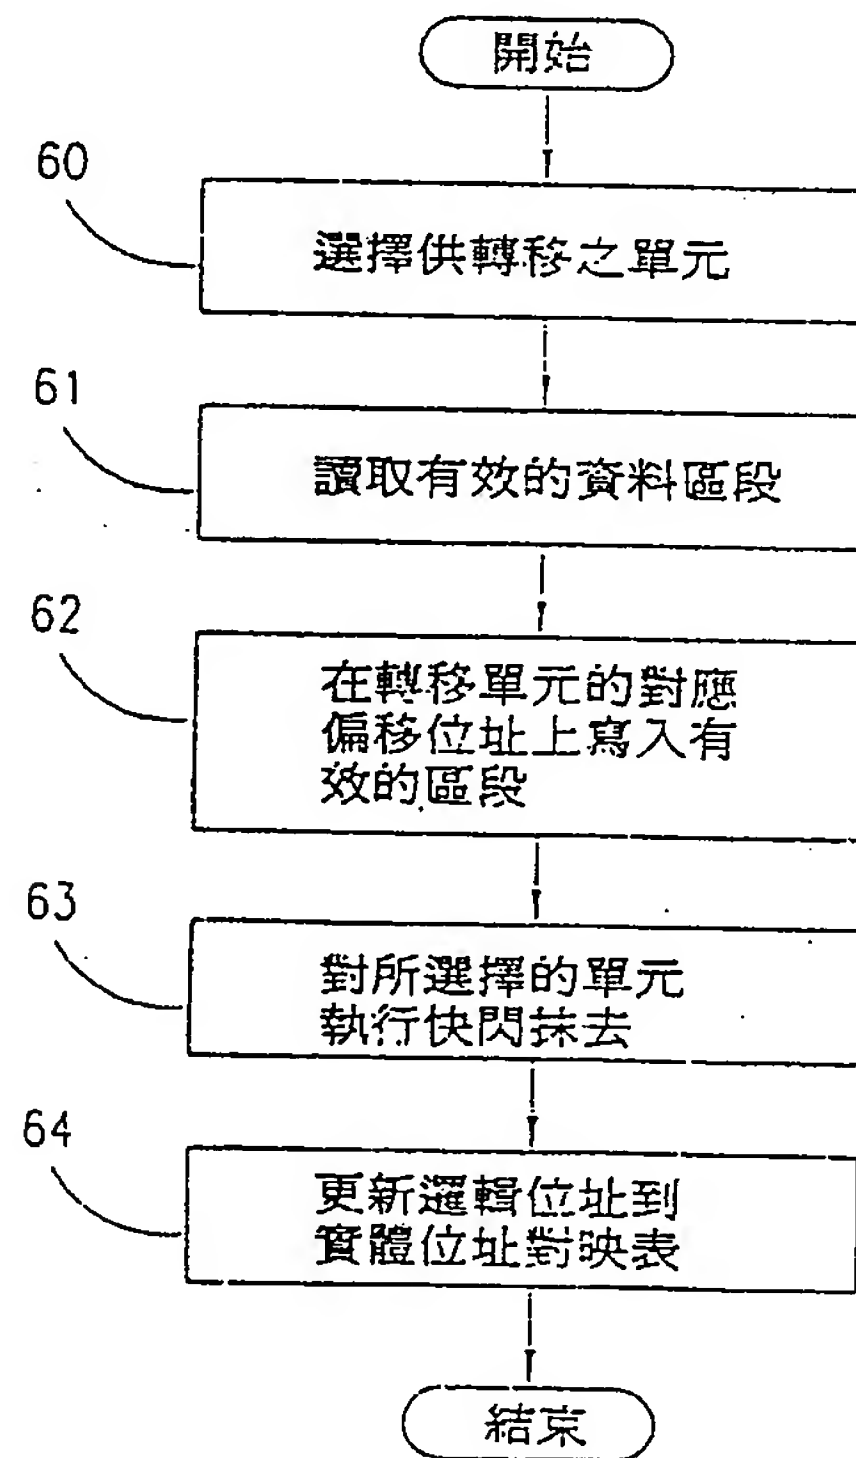 開始
60
選擇供轉移之單元
61
讀取有效的資料區段
62
在轉移單元的對應
偏移位址上寫入有
效的區段
63
對所選擇的單元
執行快閃抹去
64
更新邏輯位址到
實體位址對映表
結束